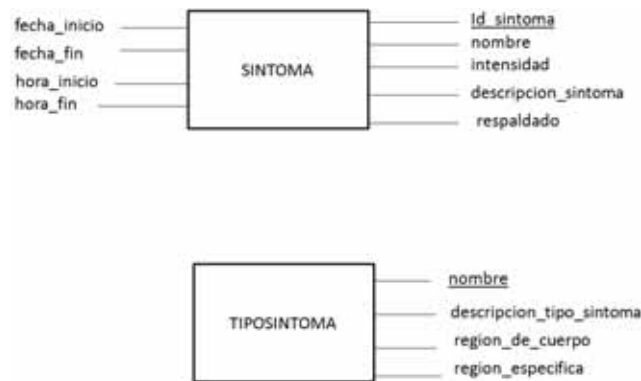 fecha_inicio
fecha_fin
hora_inicio
hora_fin
SINTOMA
Id_sintoma
nombre
intensidad
descripcion_sintoma
respaldado
TIPOSINTOMA
nombre
descripcion_tipo_sintoma
region_de_cuerpo
region_especifica